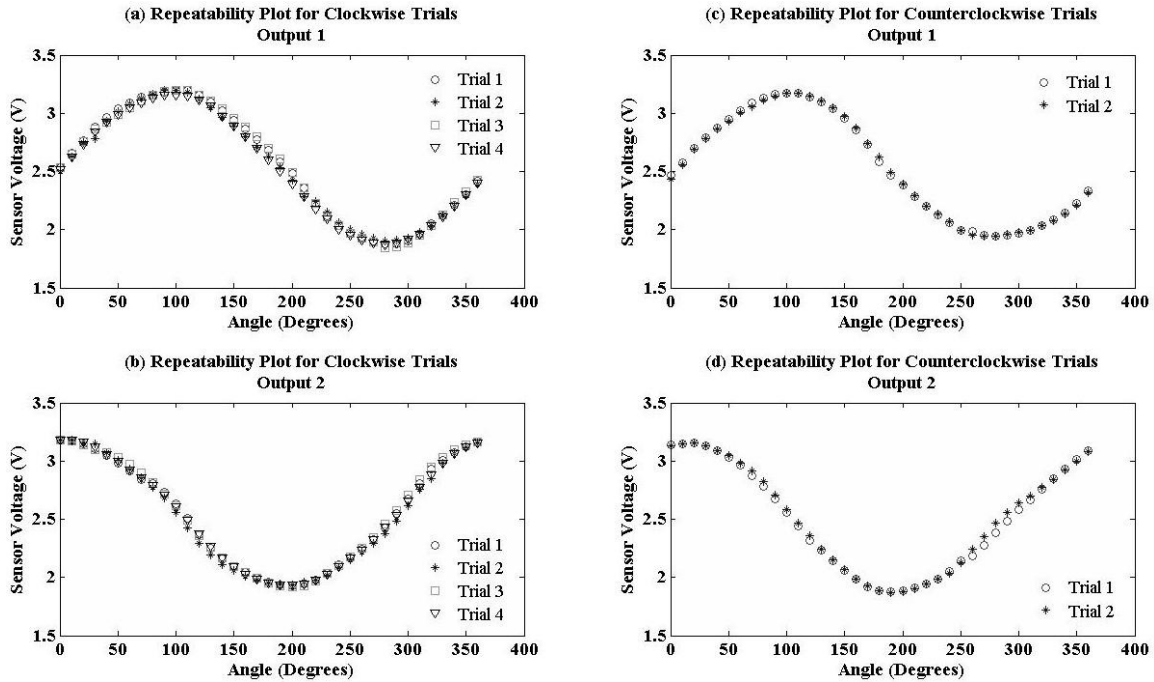 (a) Repeatability Plot for Clockwise Trials
Output 1
3.5
3
2.5
2
1.5
Sensor Voltage (V)
Trial 1
Trial 2
Trial 3
Trial 4
0 50 100 150 200 250 300 350 400
Angle (Degrees)
(c) Repeatability Plot for Counterclockwise Trials
Output 1
3.5
3
2.5
2
1.5
Sensor Voltage (V)
Trial 1
Trial 2
0 50 100 150 200 250 300 350 400
Angle (Degrees)
(b) Repeatability Plot for Clockwise Trials
Output 2
3.5
3
2.5
2
1.5
Sensor Voltage (V)
Trial 1
Trial 2
Trial 3
Trial 4
0 50 100 150 200 250 300 350 400
Angle (Degrees)
(d) Repeatability Plot for Counterclockwise Trials
Output 2
3.5
3
2.5
2
1.5
Sensor Voltage (V)
Trial 1
Trial 2
0 50 100 150 200 250 300 350 400
Angle (Degrees)